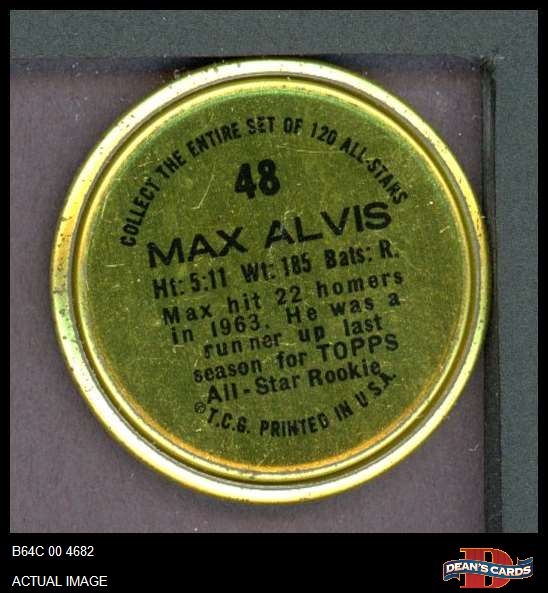 COLLECT THE ENTIRE SET OF 120 ALL-STARS
48
MAX ALVIS
Ht: 5:11 Wt: 185 Bats: R.
Max hit 22 homers
in 1963. He was a
runner up last
season for TOPPS
All-Star Rookie
©T.C.G. PRINTED IN U.S.A.
B64C 00 4682
ACTUAL IMAGE
D
DEAN'S CARDS